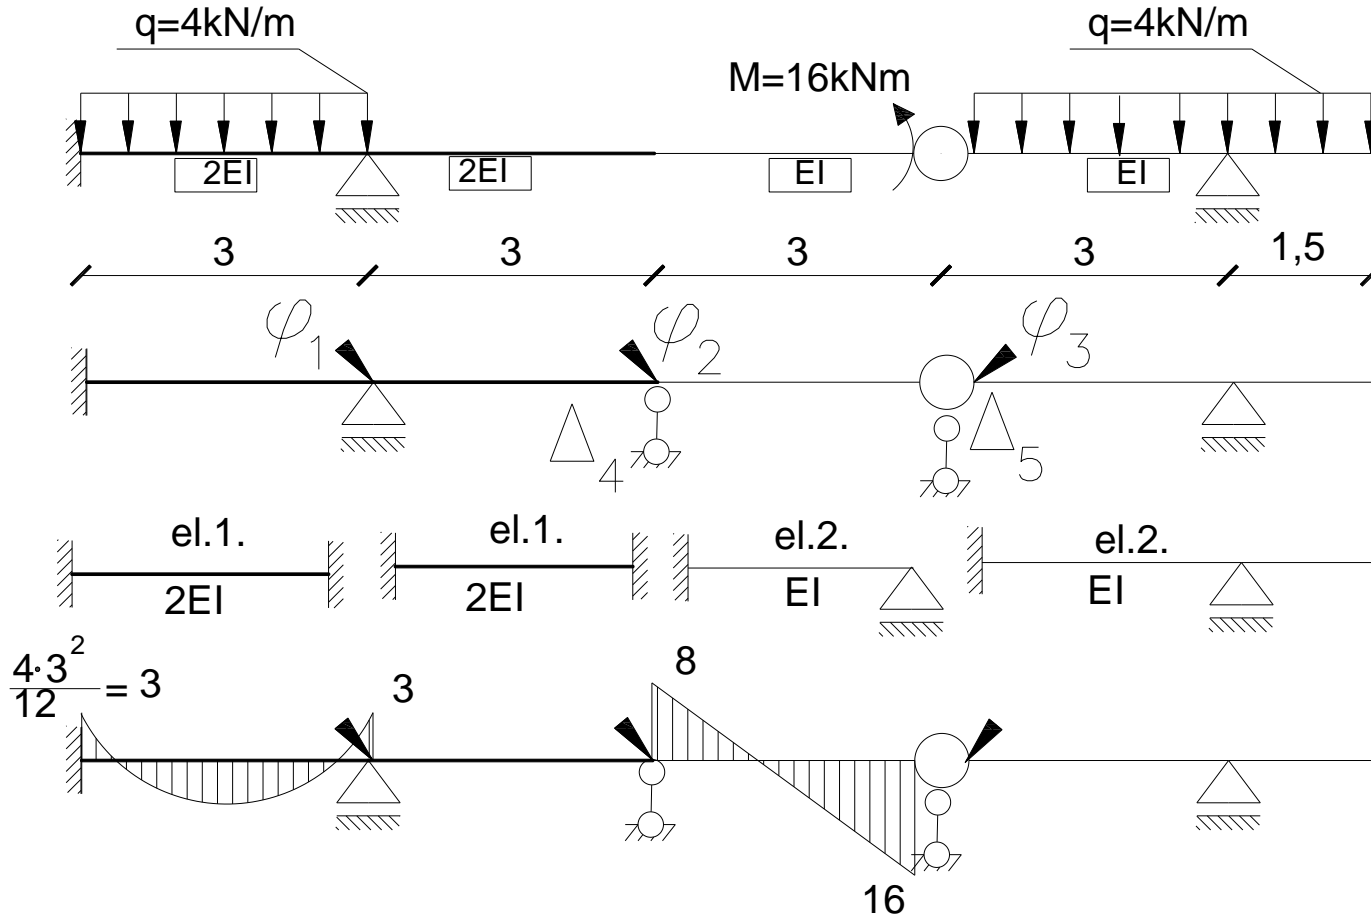 q=4kN/m q=4kN/m
M=16kNm
2EI 2EI EI EI
3 3 3 3 1,5
φ1 φ2 φ3
Δ4 Δ5
el.1. el.1. el.2. el.2.
2EI 2EI EI EI
4·3²/12 = 3 3 8
16